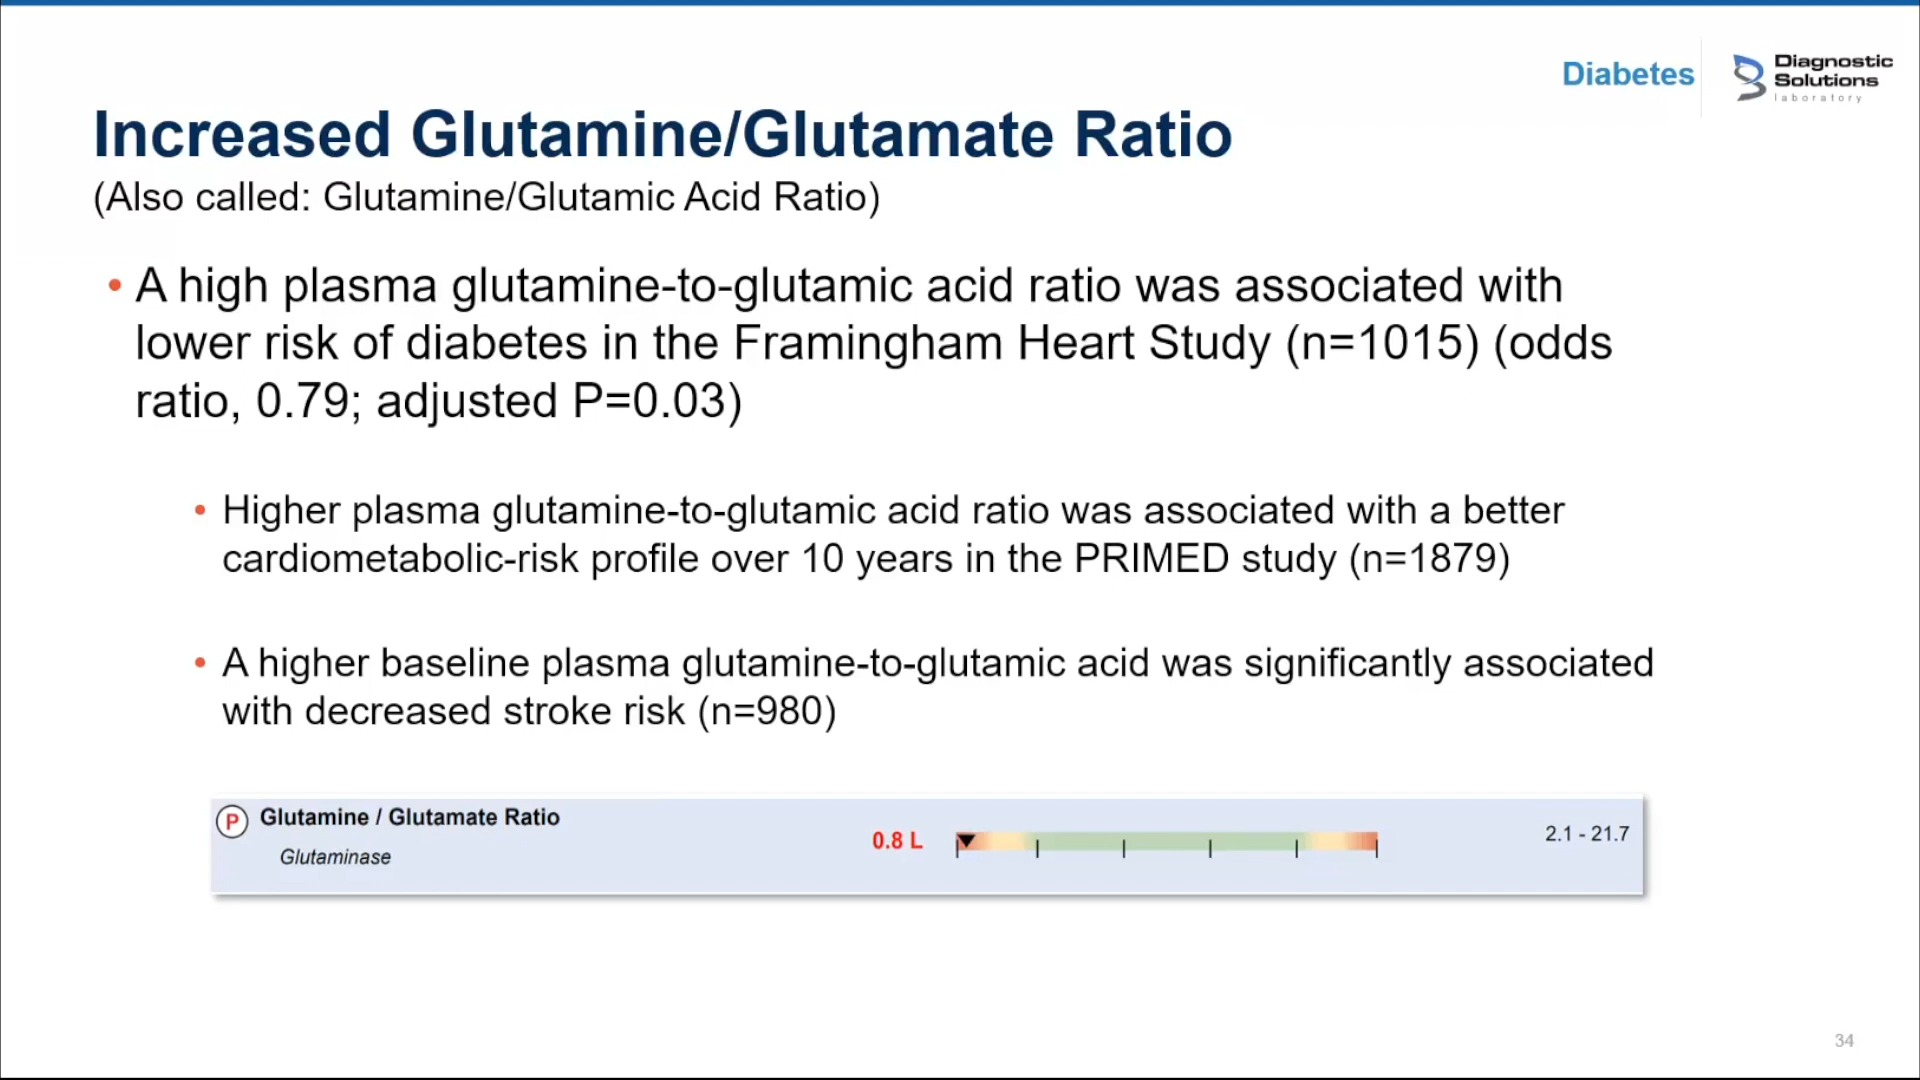 Diabetes
Diagnostic
Solutions
laboratory
Increased Glutamine/Glutamate Ratio
(Also called: Glutamine/Glutamic Acid Ratio)
• A high plasma glutamine-to-glutamic acid ratio was associated with
lower risk of diabetes in the Framingham Heart Study (n=1015) (odds
ratio, 0.79; adjusted P=0.03)
• Higher plasma glutamine-to-glutamic acid ratio was associated with a better
cardiometabolic-risk profile over 10 years in the PRIMED study (n=1879)
• A higher baseline plasma glutamine-to-glutamic acid was significantly associated
with decreased stroke risk (n=980)
P Glutamine / Glutamate Ratio
Glutaminase
0.8 L
2.1 - 21.7
34